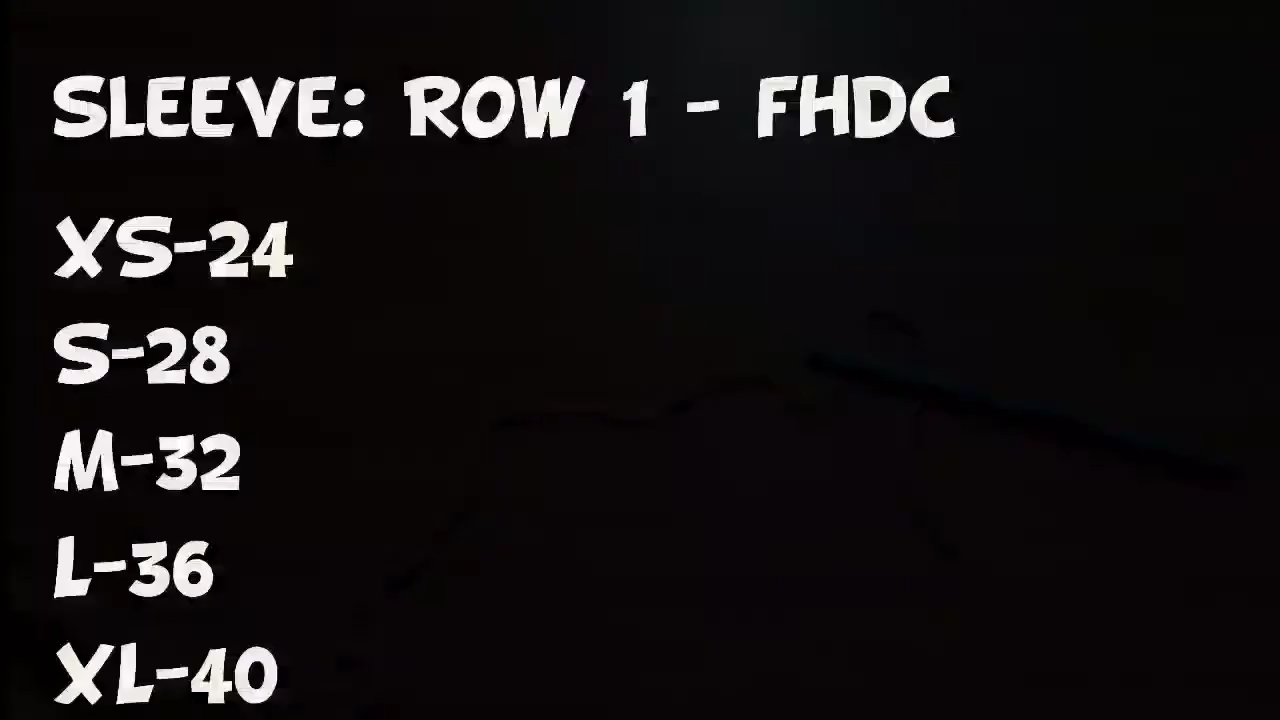 SLEEVE: ROW 1 - FHDC
XS-24
S-28
M-32
L-36
XL-40